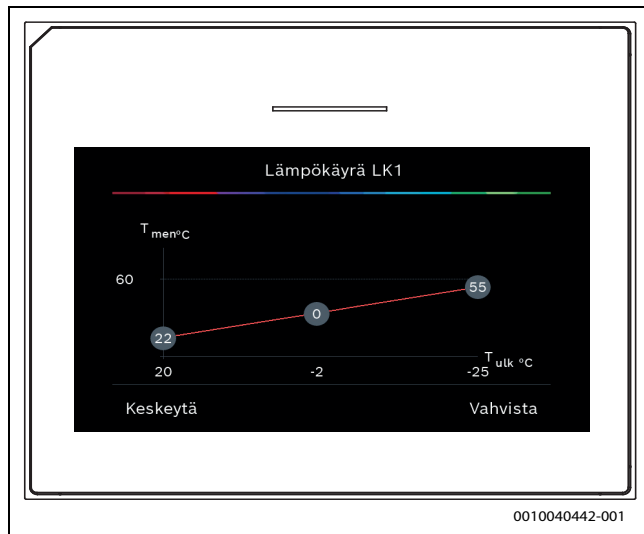 Lämpökäyrä LK1
T men°C
60
55
0
22
T ulk °C
20 -2 -25
Keskeytä Vahvista
0010040442-001